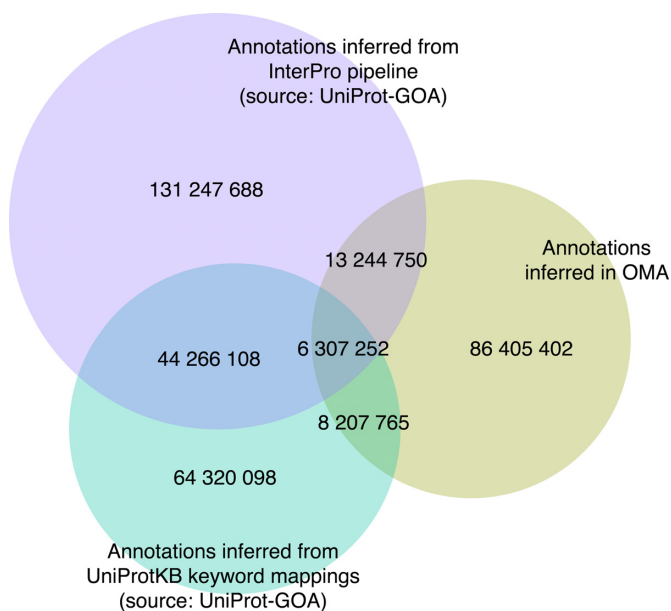 Annotations inferred from
InterPro pipeline
(source: UniProt-GOA)
131 247 688
13 244 750
Annotations
inferred in OMA
44 266 108
6 307 252
86 405 402
8 207 765
64 320 098
Annotations inferred from
UniProtKB keyword mappings
(source: UniProt-GOA)